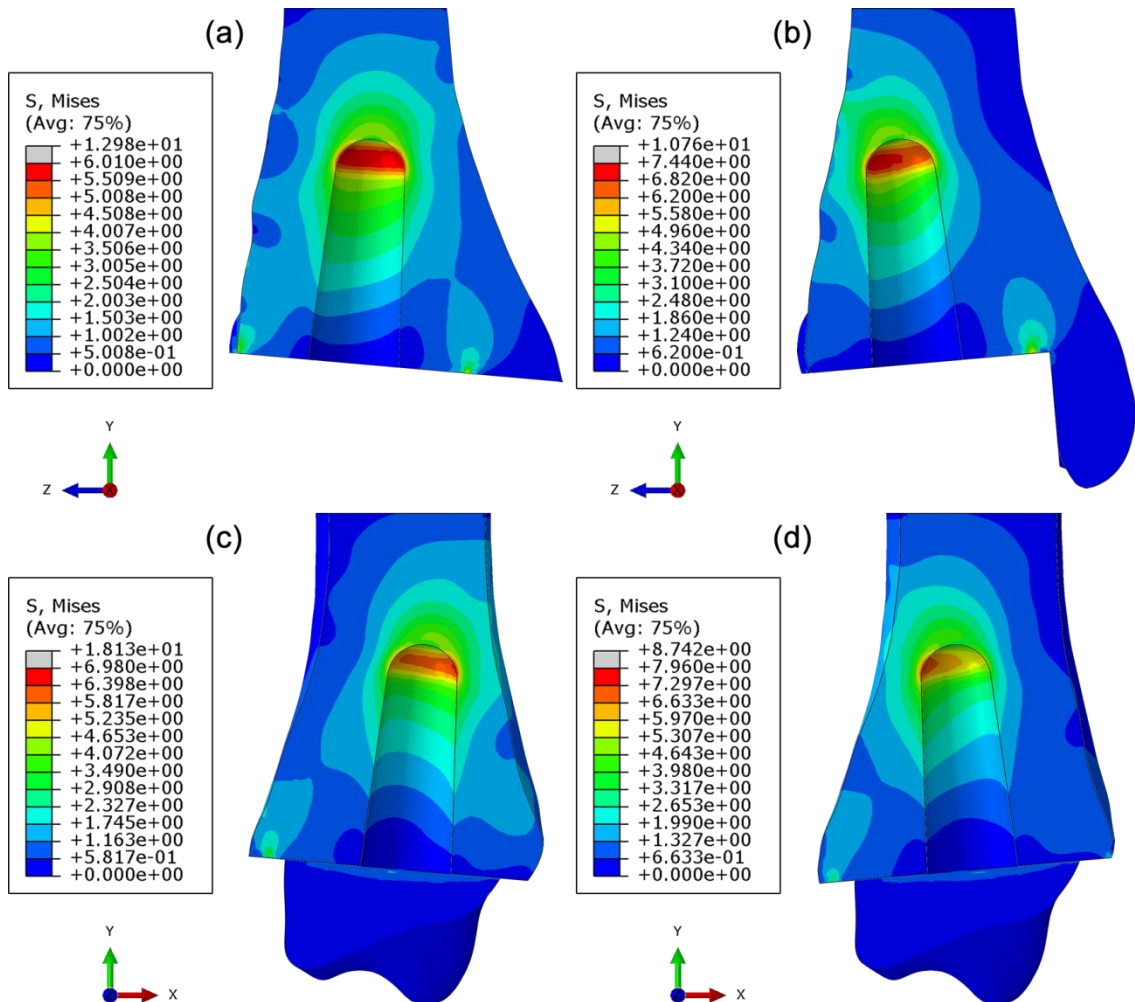 (a)
S, Mises
(Avg: 75%)
+1.298e+01
+6.010e+00
+5.509e+00
+5.008e+00
+4.508e+00
+4.007e+00
+3.506e+00
+3.005e+00
+2.504e+00
+2.003e+00
+1.503e+00
+1.002e+00
+5.008e-01
+0.000e+00
Y
Z
X
(b)
S, Mises
(Avg: 75%)
+1.076e+01
+7.440e+00
+6.820e+00
+6.200e+00
+5.580e+00
+4.960e+00
+4.340e+00
+3.720e+00
+3.100e+00
+2.480e+00
+1.860e+00
+1.240e+00
+6.200e-01
+0.000e+00
Y
Z
X
(c)
S, Mises
(Avg: 75%)
+1.813e+01
+6.980e+00
+6.398e+00
+5.817e+00
+5.235e+00
+4.653e+00
+4.072e+00
+3.490e+00
+2.908e+00
+2.327e+00
+1.745e+00
+1.163e+00
+5.817e-01
+0.000e+00
Y
X
(d)
S, Mises
(Avg: 75%)
+8.742e+00
+7.960e+00
+7.297e+00
+6.633e+00
+5.970e+00
+5.307e+00
+4.643e+00
+3.980e+00
+3.317e+00
+2.653e+00
+1.990e+00
+1.327e+00
+6.633e-01
+0.000e+00
Y
X